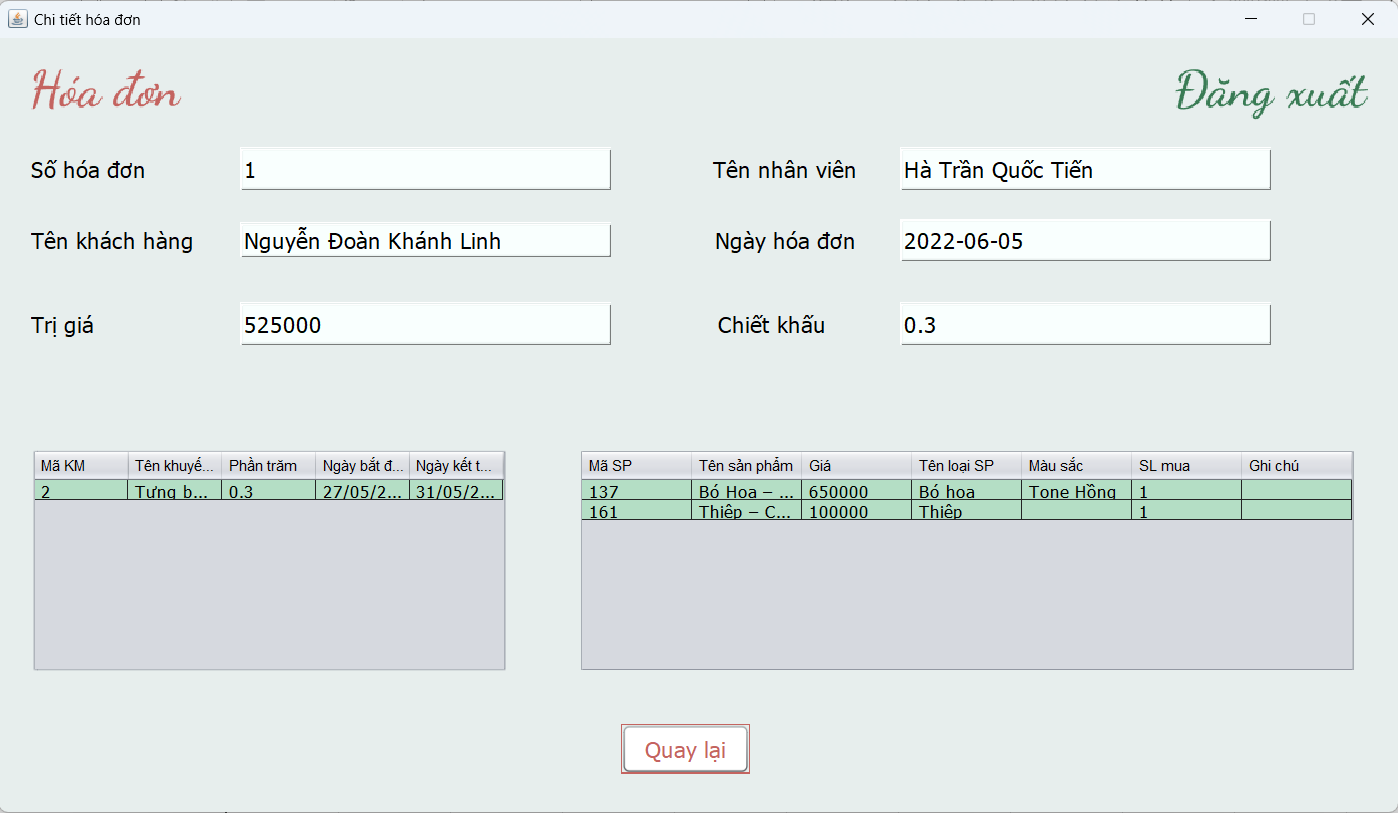 Chi tiết hóa đơn
Hóa đơn Đăng xuất
Số hóa đơn 1 Tên nhân viên Hà Trần Quốc Tiến
Tên khách hàng Nguyễn Đoàn Khánh Linh Ngày hóa đơn 2022-06-05
Trị giá 525000 Chiết khấu 0.3
Mã KM Tên khuyế... Phần trăm Ngày bắt đ... Ngày kết t...
2 Tưng b... 0.3 27/05/2... 31/05/2...
Mã SP Tên sản phẩm Giá Tên loại SP Màu sắc SL mua Ghi chú
137 Bó Hoa – ... 650000 Bó hoa Tone Hồng 1
161 Thiệp – C... 100000 Thiệp 1
Quay lại